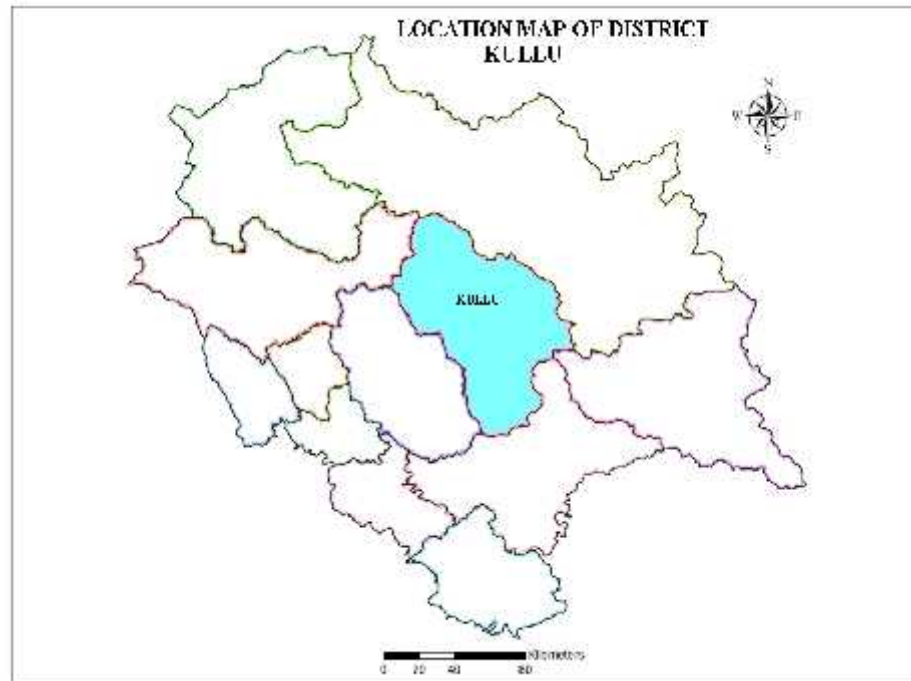 LOCATION MAP OF DISTRICT
KULLU
N
W E
S
KULLU
Kilometers
0 20 40 80